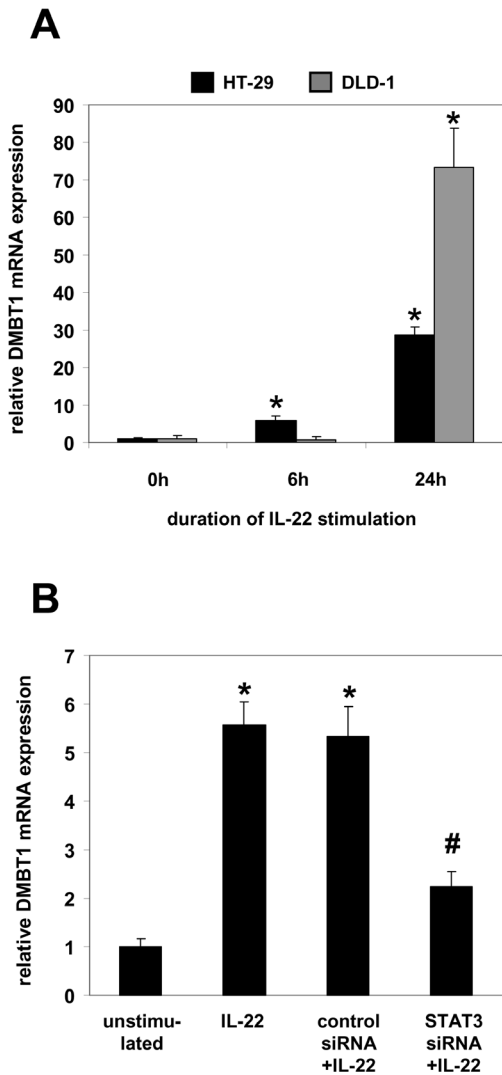 A
HT-29 DLD-1
relative DMBT1 mRNA expression
90
80
70
60
50
40
30
20
10
0
*
*
*
0h 6h 24h
duration of IL-22 stimulation
B
relative DMBT1 mRNA expression
7
6
5
4
3
2
1
0
* *
#
unstimu- IL-22 control STAT3
lated siRNA siRNA
+IL-22 +IL-22